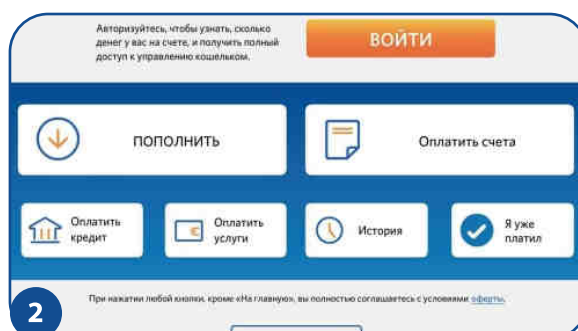 Авторизуйтесь, чтобы узнать, сколько
денег у вас на счете, и получить полный
доступ к управлению кошельком.
ВОЙТИ
ПОПОЛНИТЬ
Оплатить счета
Оплатить
кредит
Оплатить
услуги
История
Я уже
платил
При нажатии любой кнопки, кроме «На главную», вы полностью соглашаетесь с условиями оферты.
2